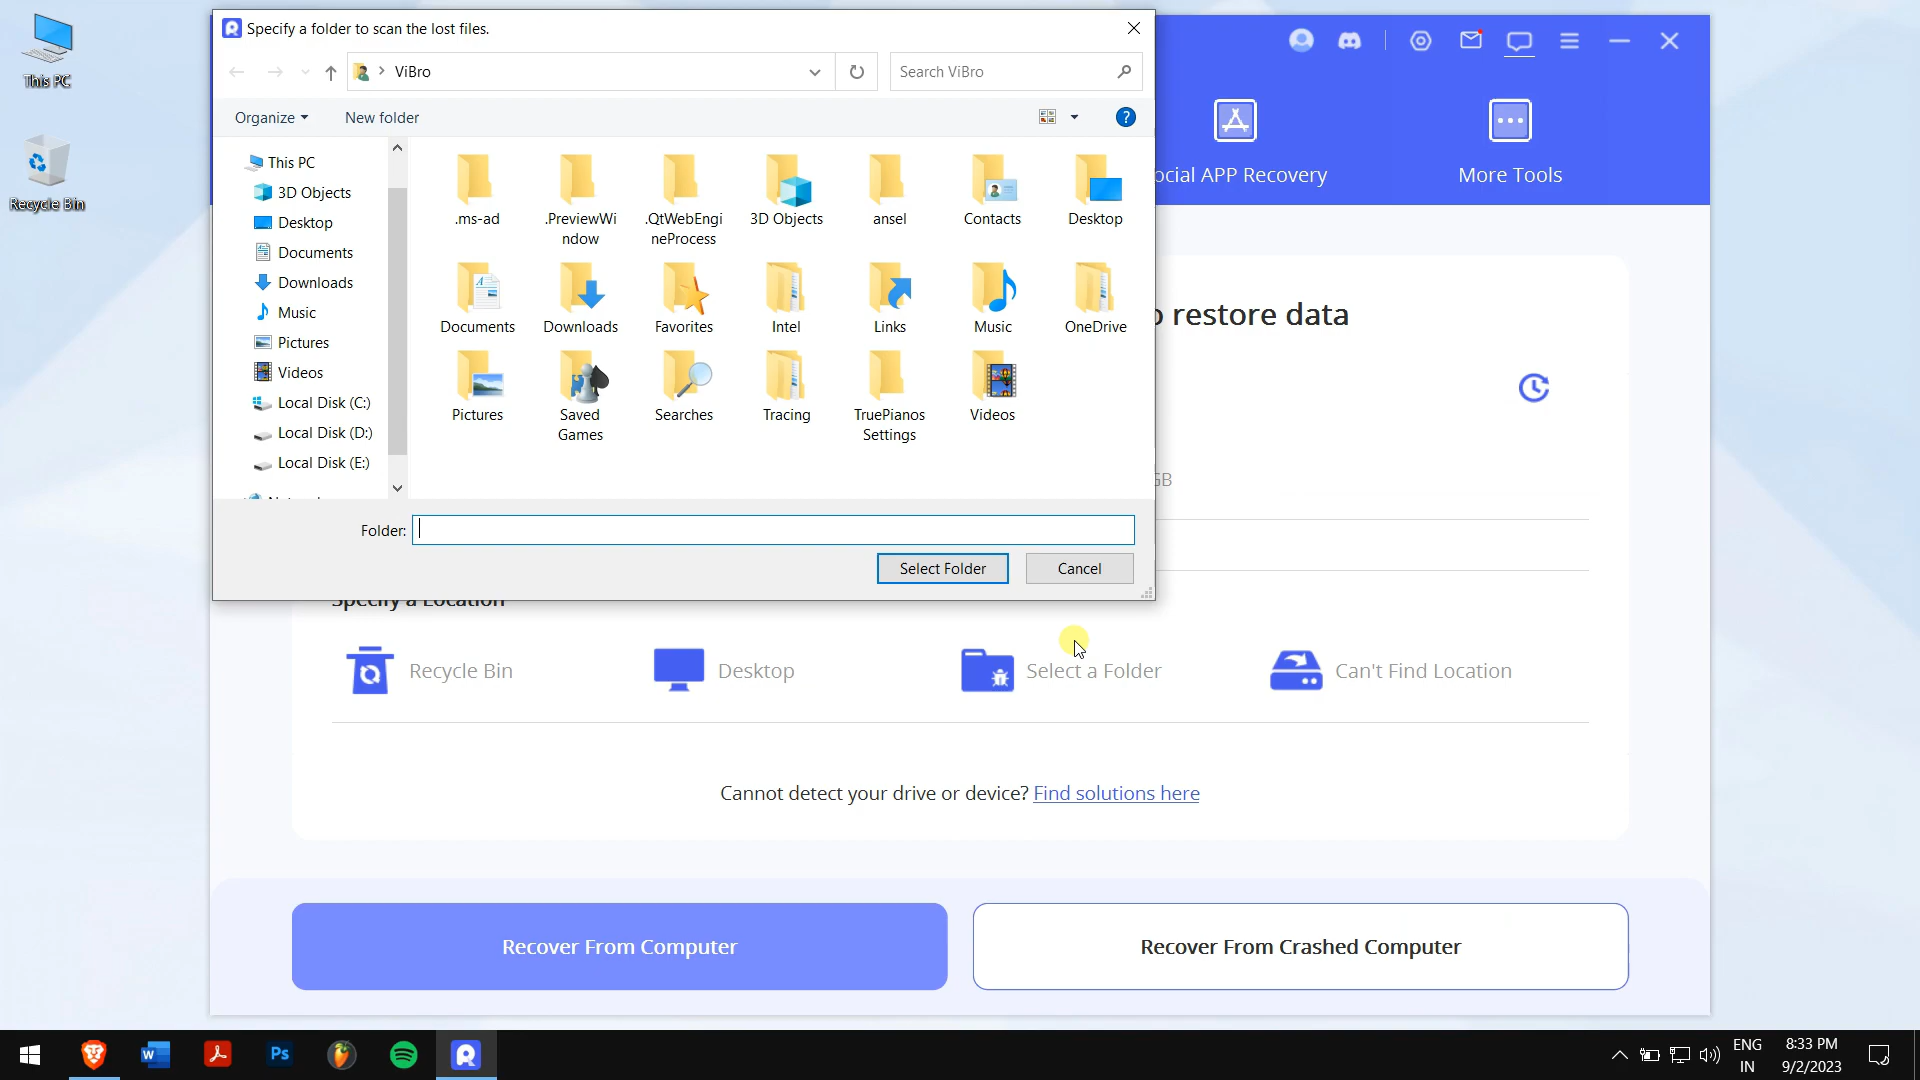 This PC
Recycle Bin
Specify a folder to scan the lost files.
ViBro
Search ViBro
Organize
New folder
This PC
3D Objects
Desktop
Documents
Downloads
Music
Pictures
Videos
Local Disk (C:)
Local Disk (D:)
Local Disk (E:)
.ms-ad
.PreviewWi
ndow
.QtWebEngi
neProcess
3D Objects
ansel
Contacts
Desktop
Documents
Downloads
Favorites
Intel
Links
Music
OneDrive
Pictures
Saved
Games
Searches
Tracing
TruePianos
Settings
Videos
Folder:
Select Folder
Cancel
ocial APP Recovery
More Tools
o restore data
GB
Specify a Location
Recycle Bin
Desktop
Select a Folder
Can't Find Location
Cannot detect your drive or device? Find solutions here
Recover From Computer
Recover From Crashed Computer
ENG
IN
8:33 PM
9/2/2023